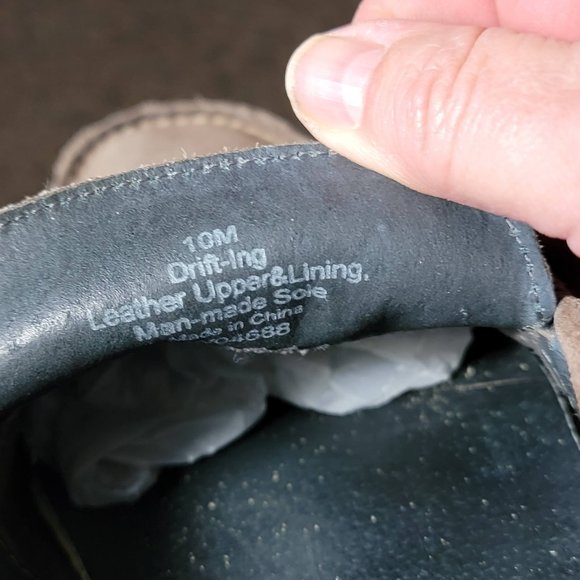 10M
Drift-Ing
Leather Upper&Lining,
Man-made Sole
Made in China